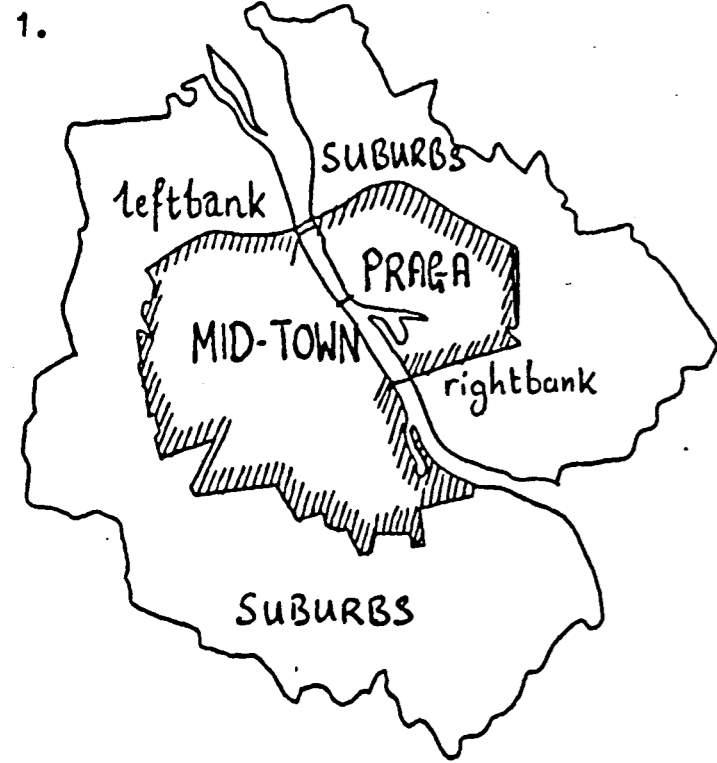 1.
SUBURBS
leftbank
PRAGA
MID-TOWN
rightbank
SUBURBS